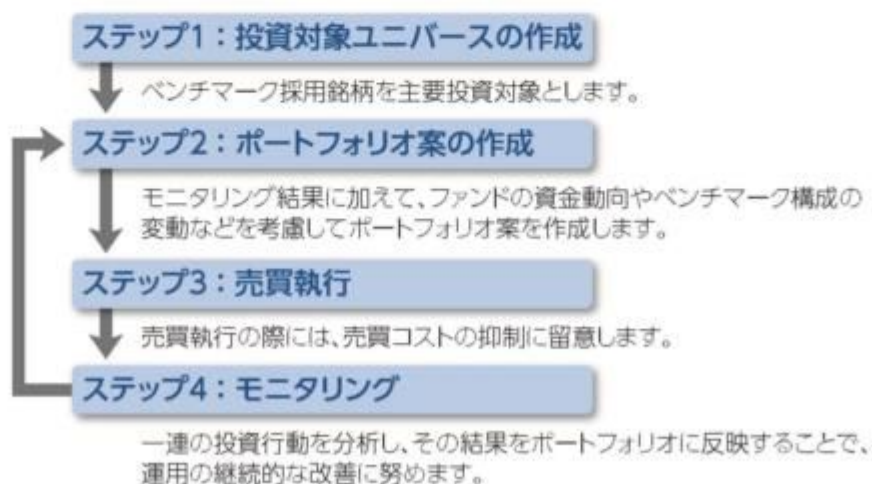 ステップ1：投資対象ユニバースの作成
ベンチマーク採用銘柄を主要投資対象とします。
ステップ2：ポートフォリオ案の作成
モニタリング結果に加えて、ファンドの資金動向やベンチマーク構成の
変動などを考慮してポートフォリオ案を作成します。
ステップ3：売買執行
売買執行の際には、売買コストの抑制に留意します。
ステップ4：モニタリング
一連の投資行動を分析し、その結果をポートフォリオに反映することで、
運用の継続的な改善に努めます。